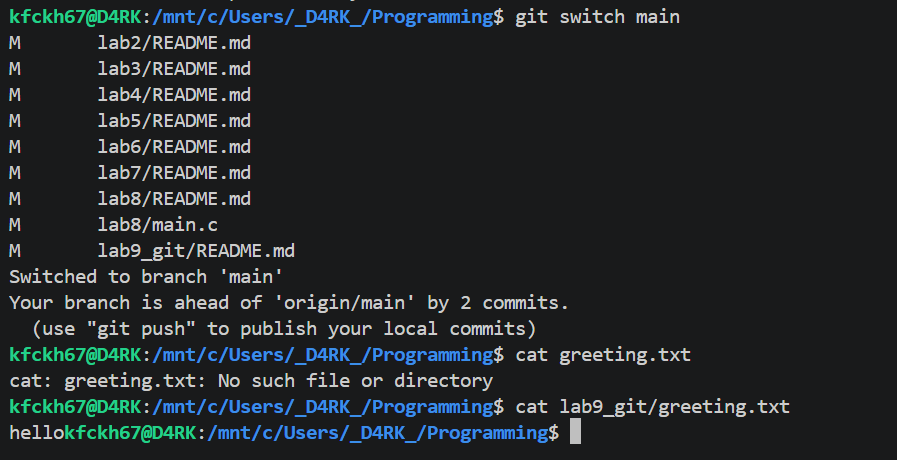 kfckh67@D4RK:/mnt/c/Users/_D4RK_/Programming$ git switch main
M       lab2/README.md
M       lab3/README.md
M       lab4/README.md
M       lab5/README.md
M       lab6/README.md
M       lab7/README.md
M       lab8/README.md
M       lab8/main.c
M       lab9_git/README.md
Switched to branch 'main'
Your branch is ahead of 'origin/main' by 2 commits.
  (use "git push" to publish your local commits)
kfckh67@D4RK:/mnt/c/Users/_D4RK_/Programming$ cat greeting.txt
cat: greeting.txt: No such file or directory
kfckh67@D4RK:/mnt/c/Users/_D4RK_/Programming$ cat lab9_git/greeting.txt
hellokfckh67@D4RK:/mnt/c/Users/_D4RK_/Programming$